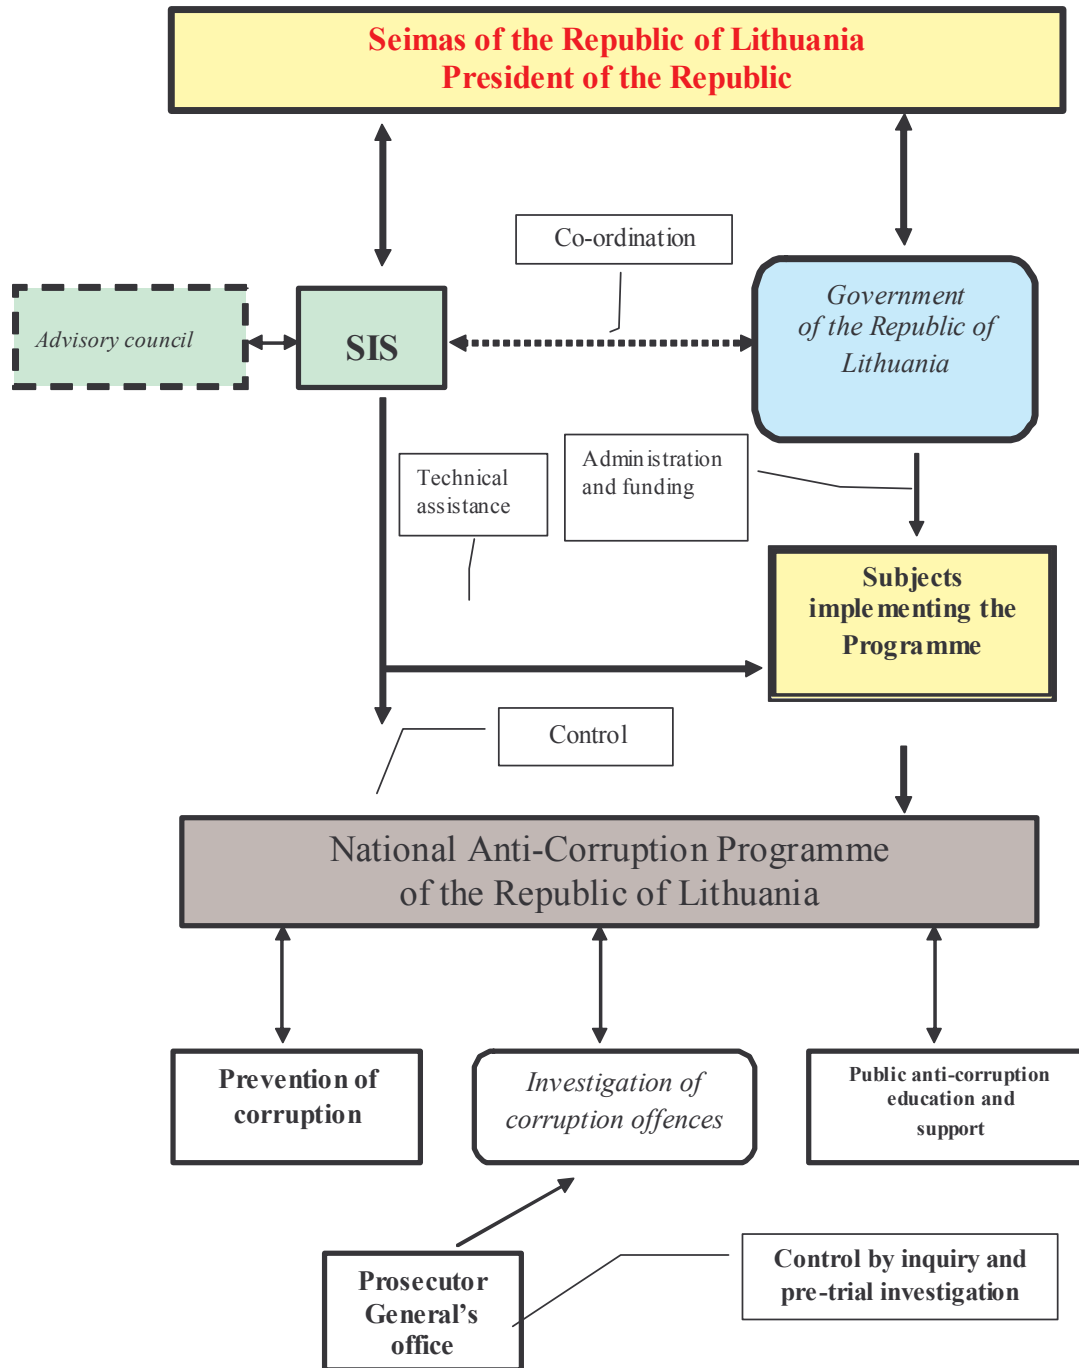 Seimas of the Republic of Lithuania
President of the Republic
Co-ordination
Advisory council
SIS
Government
of the Republic of
Lithuania
Technical
assistance
Administration
and funding
Subjects
implementing the
Programme
Control
National Anti-Corruption Programme
of the Republic of Lithuania
Prevention of
corruption
Investigation of
corruption offences
Public anti-corruption
education and
support
Prosecutor
General's
office
Control by inquiry and
pre-trial investigation